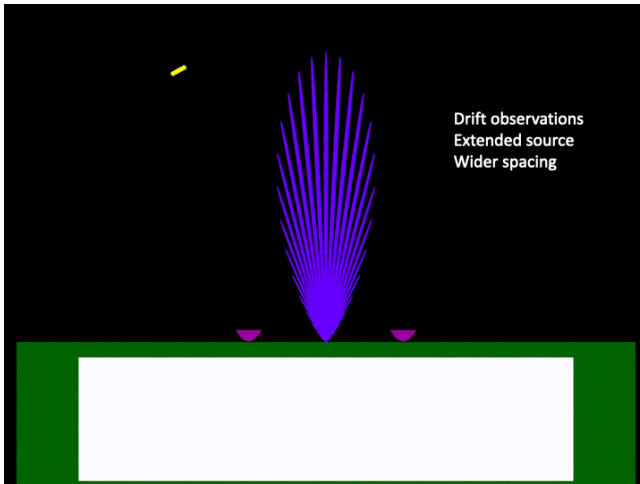 Drift observations
Extended source
Wider spacing